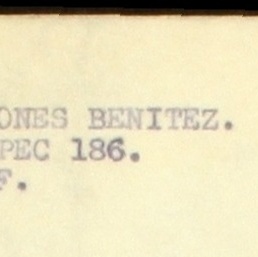 ONES BENITEZ.
PEC 186.
F.